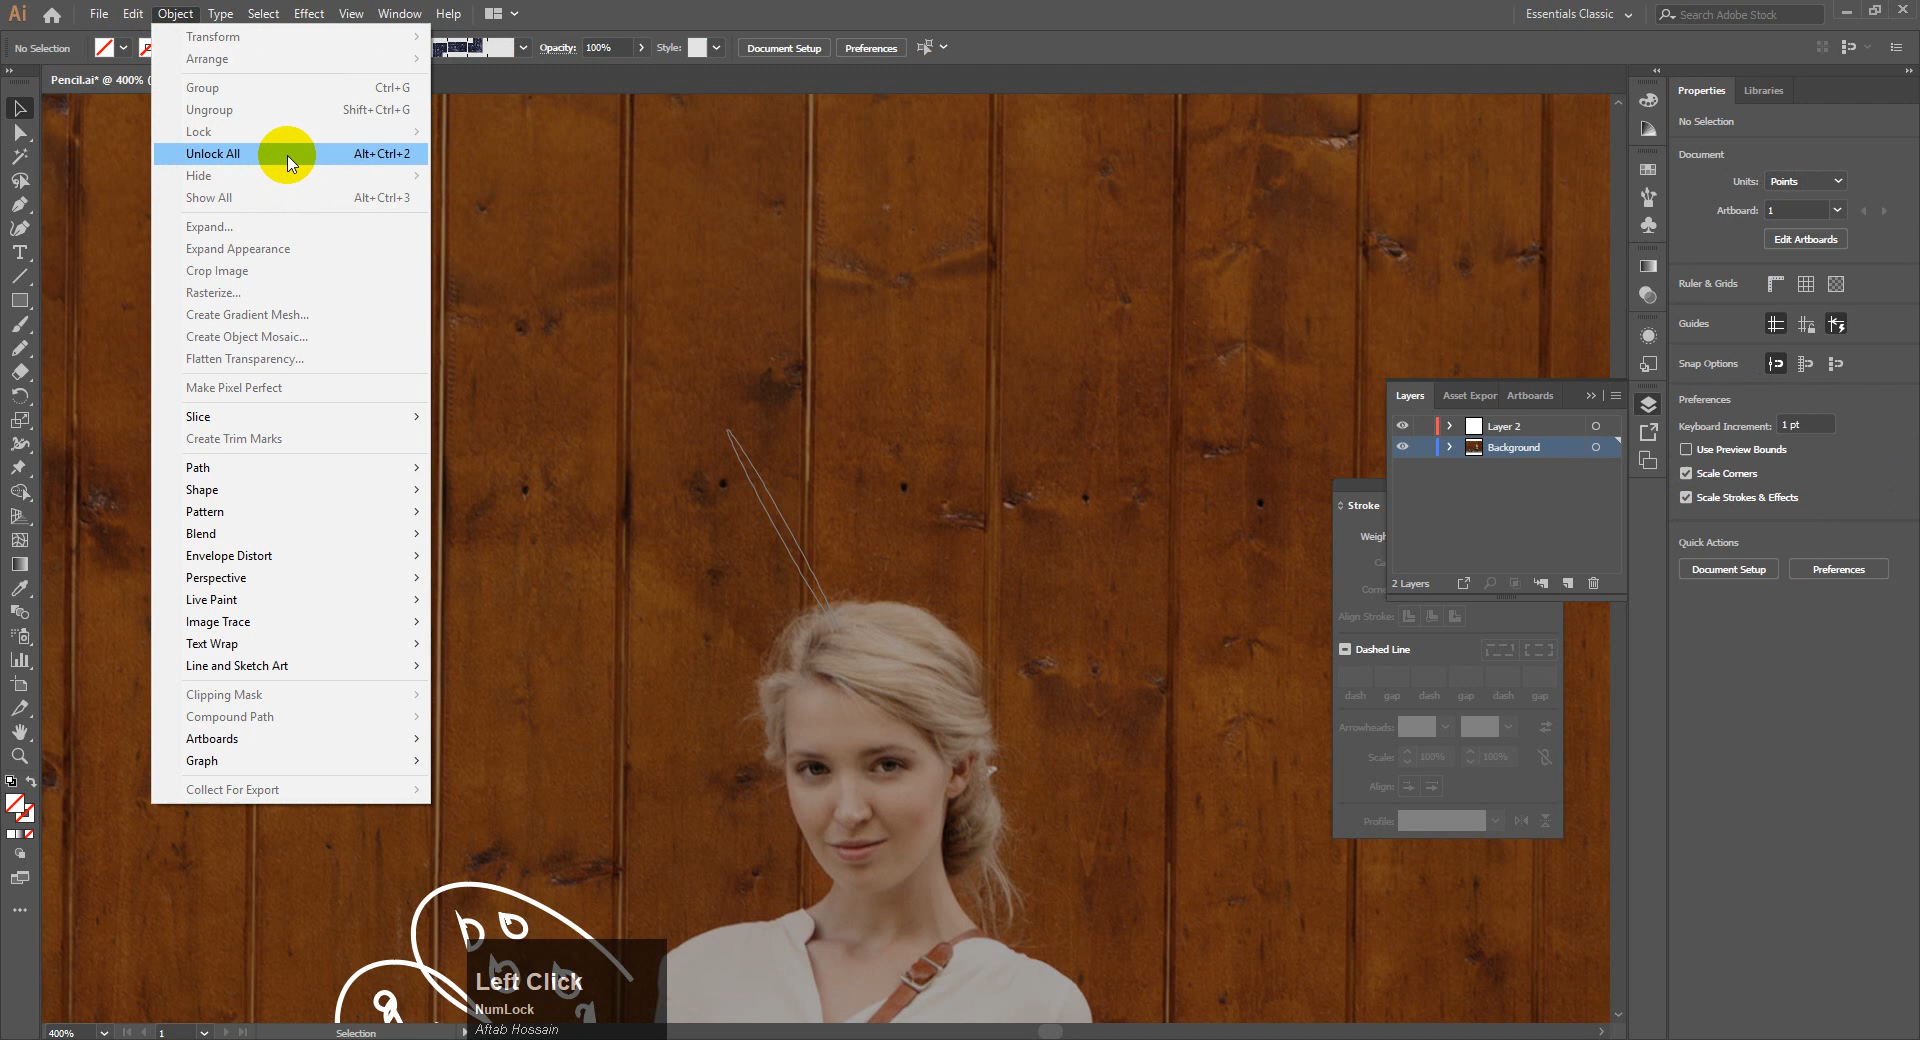 Ai File Edit Object Type Select Effect View Window Help Essentials Classic Search Adobe Stock
No Selection Opacity: 100% Style: Document Setup Preferences
Pencil.ai* @ 400% (
Transform
Arrange
Group Ctrl+G
Ungroup Shift+Ctrl+G
Lock
Unlock All Alt+Ctrl+2
Hide
Show All Alt+Ctrl+3
Expand...
Expand Appearance
Crop Image
Rasterize...
Create Gradient Mesh...
Create Object Mosaic...
Flatten Transparency...
Make Pixel Perfect
Slice
Create Trim Marks
Path
Shape
Pattern
Blend
Envelope Distort
Perspective
Live Paint
Image Trace
Text Wrap
Line and Sketch Art
Clipping Mask
Compound Path
Artboards
Graph
Collect For Export
Layers Asset Expor Artboards
Layer 2
Background
2 Layers
Stroke
Weigh
Ca
Corne
Align Stroke:
Dashed Line
dash gap dash gap dash gap
Arrowheads:
Scale: 100% 100%
Align:
Profile:
Properties Libraries
No Selection
Document
Units: Points
Artboard: 1
Edit Artboards
Ruler & Grids
Guides
Snap Options
Preferences
Keyboard Increment: 1 pt
Use Preview Bounds
Scale Corners
Scale Strokes & Effects
Quick Actions
Document Setup Preferences
Left Click
NumLock
Aftab Hossain
400% 1 Selection